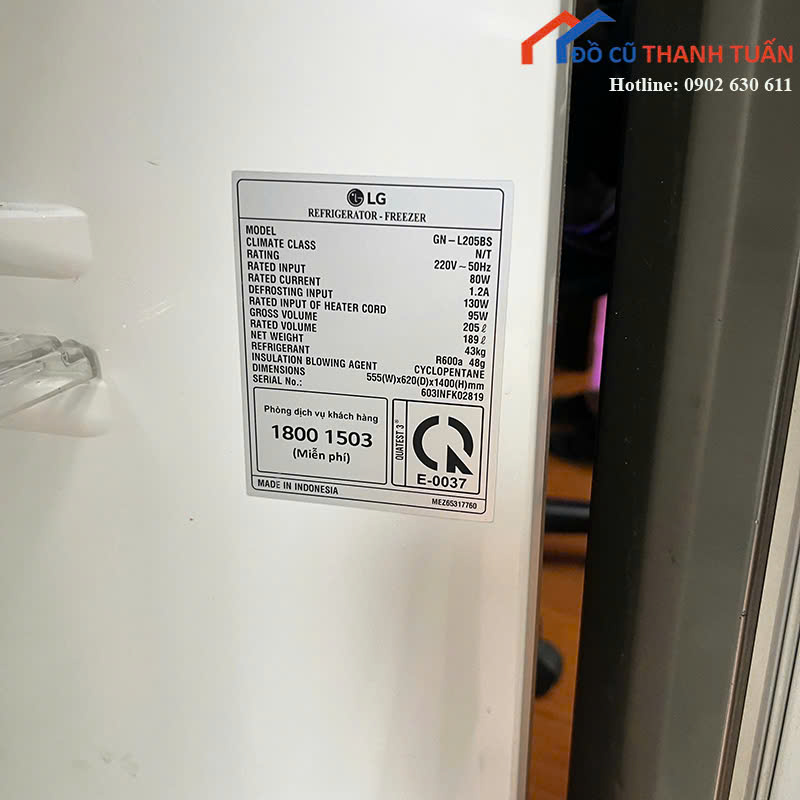 ĐỒ CŨ THANH TUẤN
Hotline: 0902 630 611
LG
REFRIGERATOR - FREEZER
MODEL GN-L205BS
CLIMATE CLASS N/T
RATING 220V~50Hz
RATED INPUT 80W
RATED CURRENT 1.2A
DEFROSTING INPUT 130W
RATED INPUT OF HEATER CORD 95W
GROSS VOLUME 205 ℓ
RATED VOLUME 189 ℓ
NET WEIGHT 43kg
REFRIGERANT R600a 48g
INSULATION BLOWING AGENT CYCLOPENTANE
DIMENSIONS 555(W)x620(D)x1400(H)mm
SERIAL No.: 603INFK02819
Phòng dịch vụ khách hàng
1800 1503
(Miễn phí)
QUATEST 3®
CR
E-0037
MADE IN INDONESIA
MEZ65317760